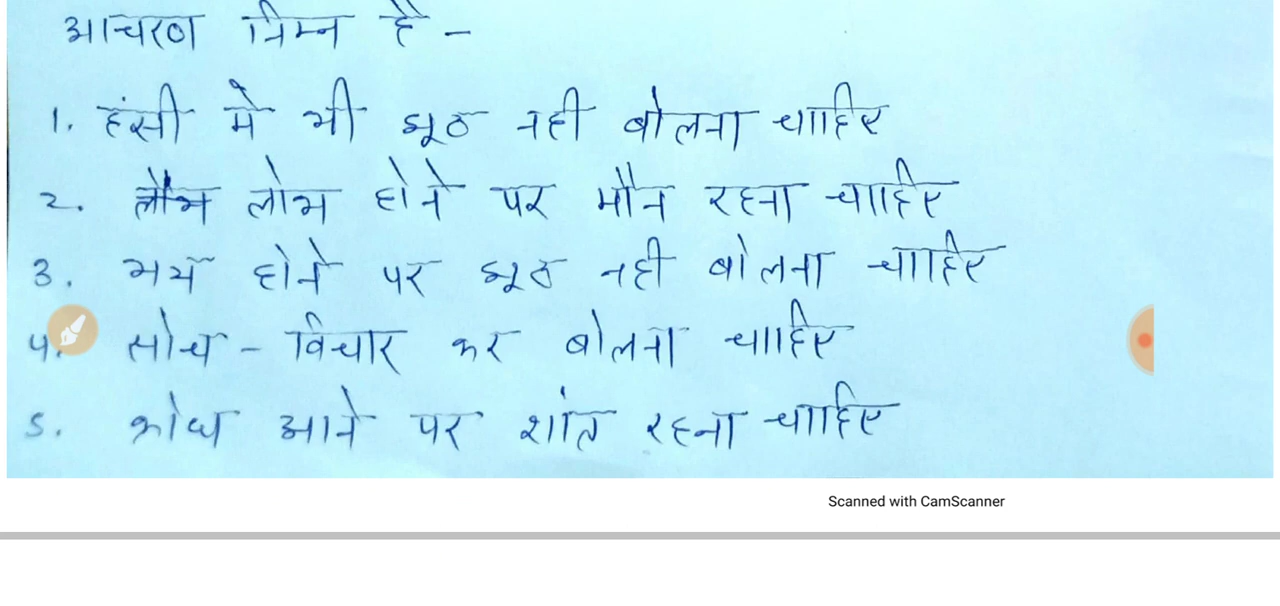 आचरण निम्न है -
1. हंसी मे भी झूठ नही बोलना चाहिए
2. लोभ होने पर मौन रहना चाहिए
3. भय होने पर झूठ नही बोलना चाहिए
4. सोच - विचार कर बोलना चाहिए
5. क्रोध आने पर शांत रहना चाहिए
Scanned with CamScanner